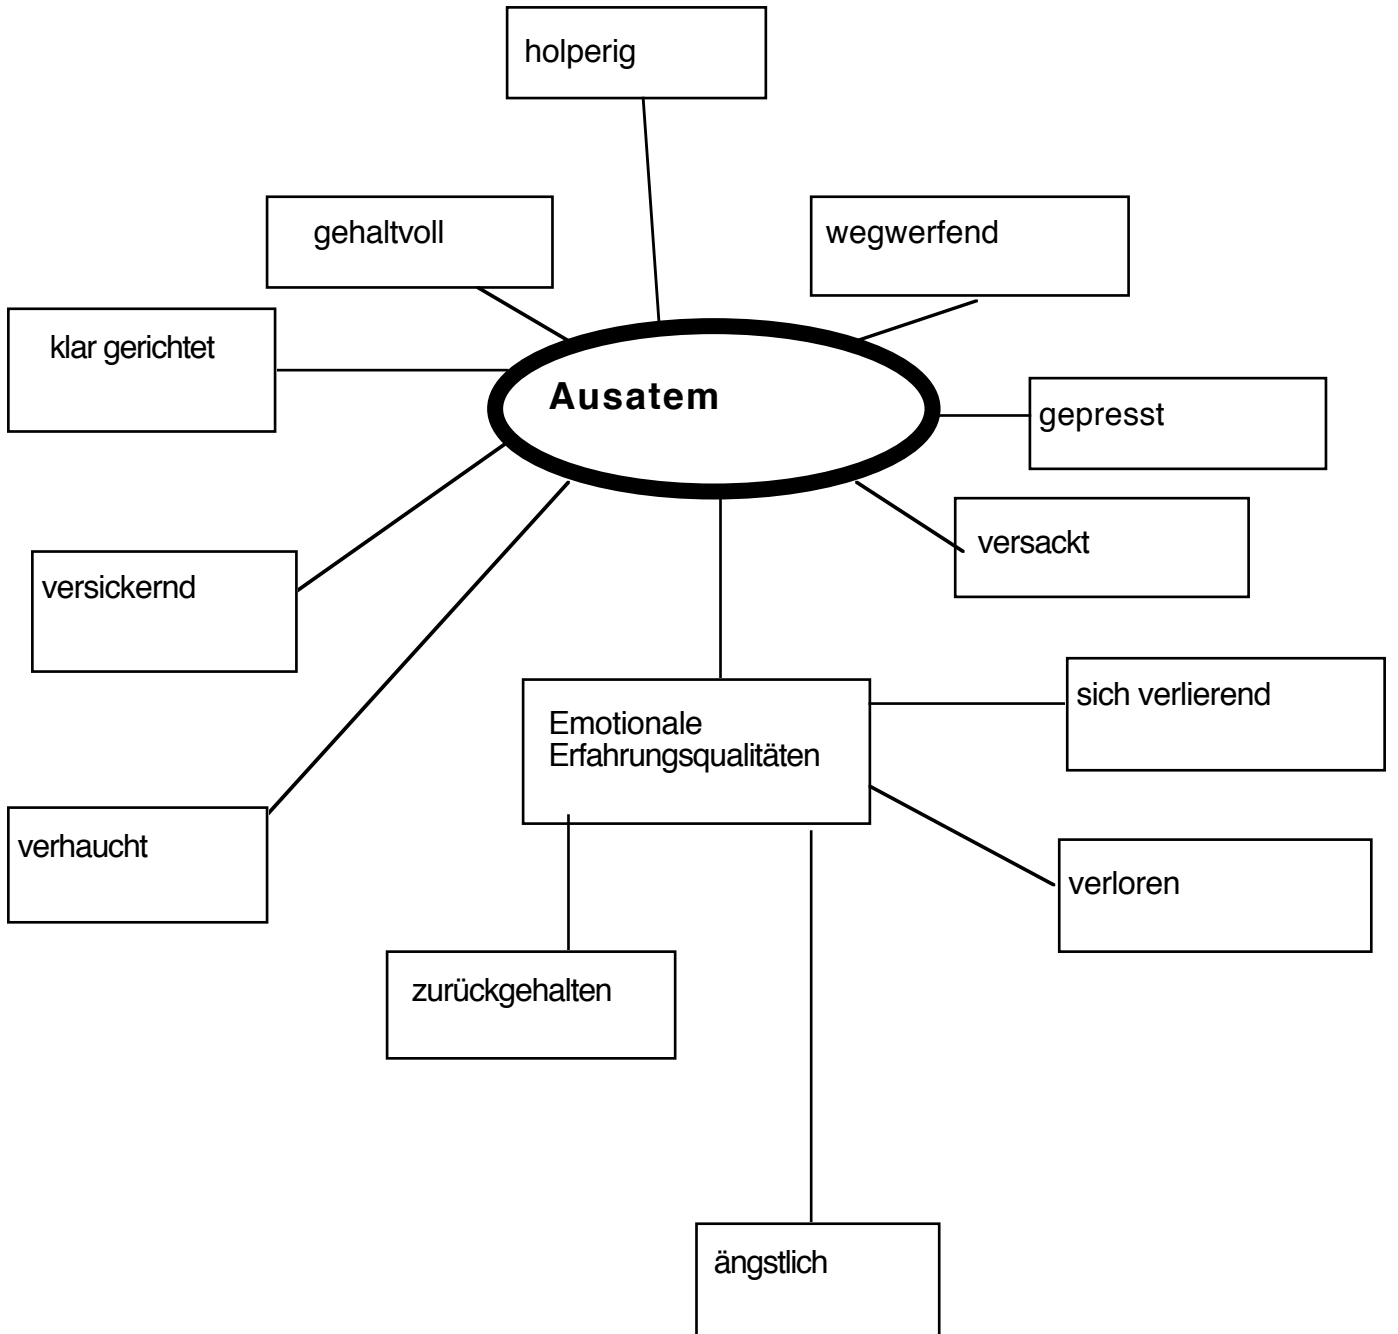 holperig
gehaltvoll
wegwerfend
klar gerichtet
Ausatem
gepresst
versackt
versickernd
sich verlierend
Emotionale
Erfahrungsqualitäten
verhaucht
verloren
zurückgehalten
ängstlich